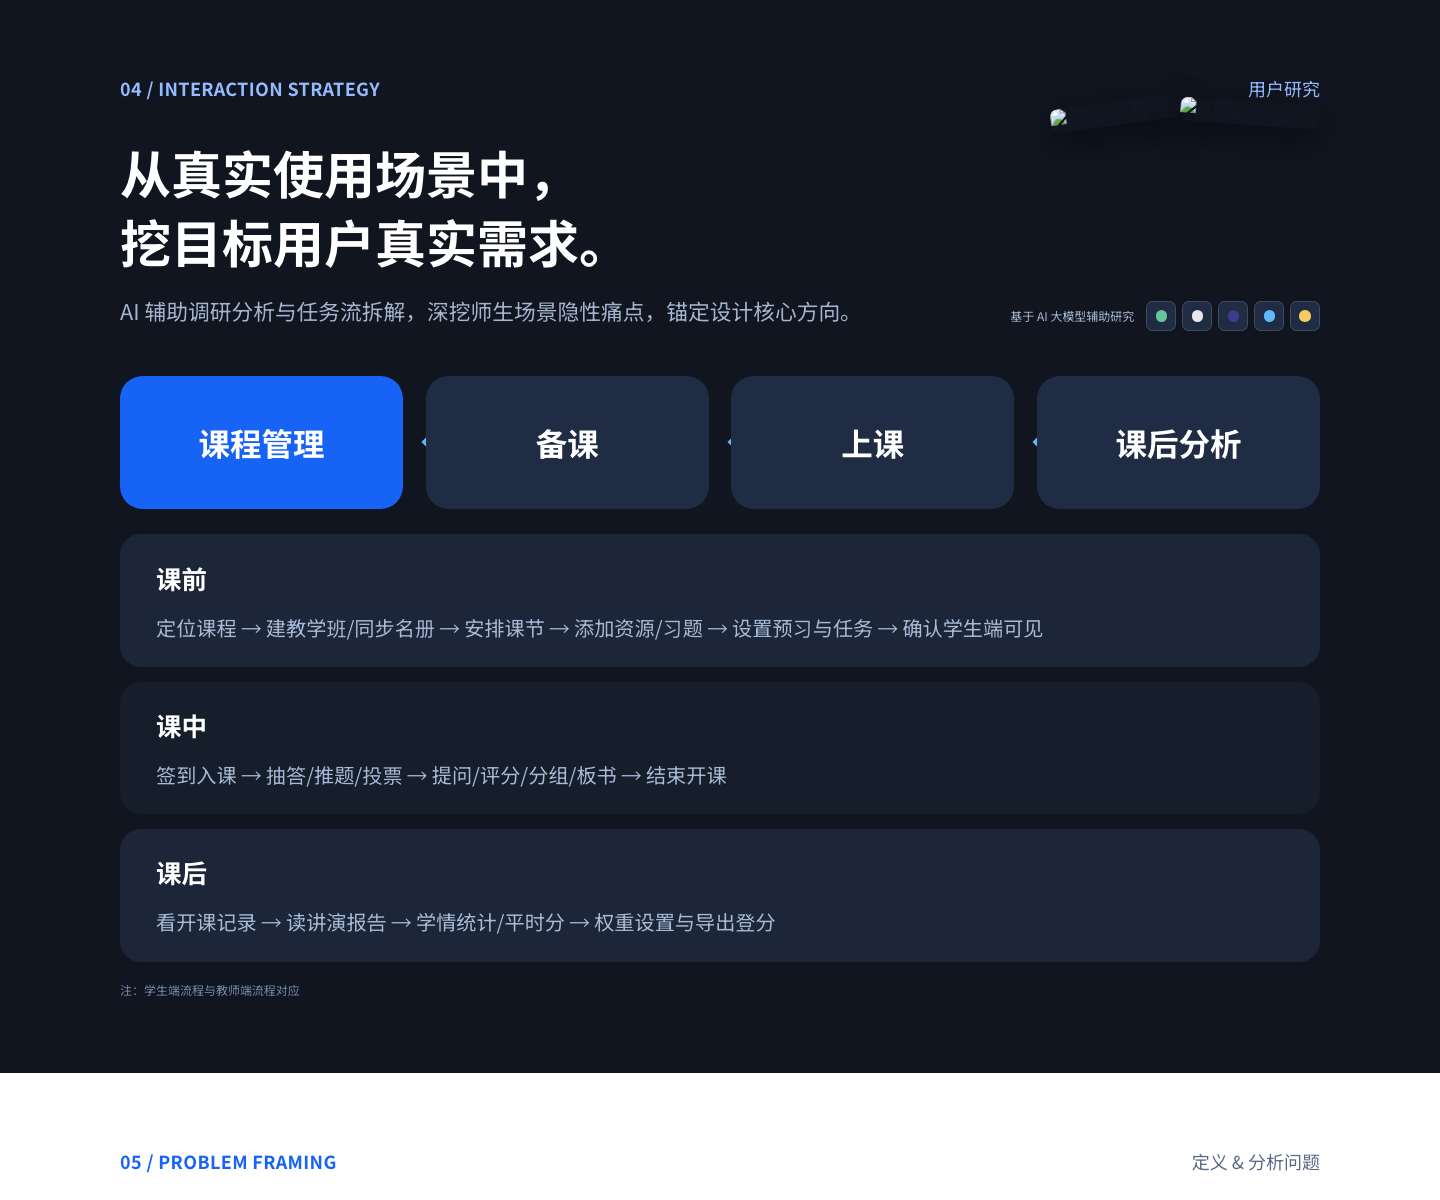 04 / INTERACTION STRATEGY
用户研究
从真实使用场景中，
挖目标用户真实需求。
AI 辅助调研分析与任务流拆解，深挖师生场景隐性痛点，锚定设计核心方向。
基于 AI 大模型辅助研究
课程管理
备课
上课
课后分析
课前
定位课程 → 建教学班/同步名册 → 安排课节 → 添加资源/习题 → 设置预习与任务 → 确认学生端可见
课中
签到入课 → 抽答/推题/投票 → 提问/评分/分组/板书 → 结束开课
课后
看开课记录 → 读讲演报告 → 学情统计/平时分 → 权重设置与导出登分
注：学生端流程与教师端流程对应
05 / PROBLEM FRAMING
定义 & 分析问题